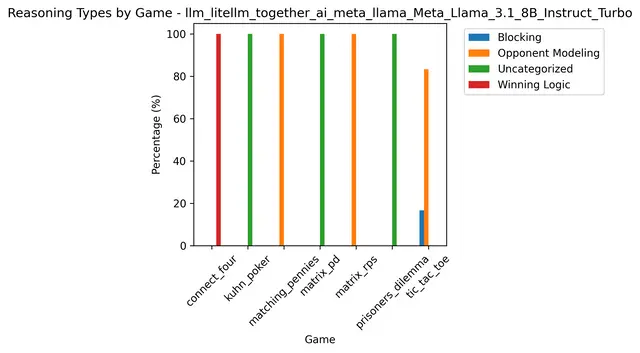 Reasoning Types by Game - llm_litellm_together_ai_meta_llama_Meta_Llama_3.1_8B_Instruct_Turbo
Blocking
Opponent Modeling
Uncategorized
Winning Logic
Percentage (%)
100
80
60
40
20
0
connect_four
kuhn_poker
matching_pennies
matrix_pd
matrix_rps
prisoners_dilemma
tic_tac_toe
Game